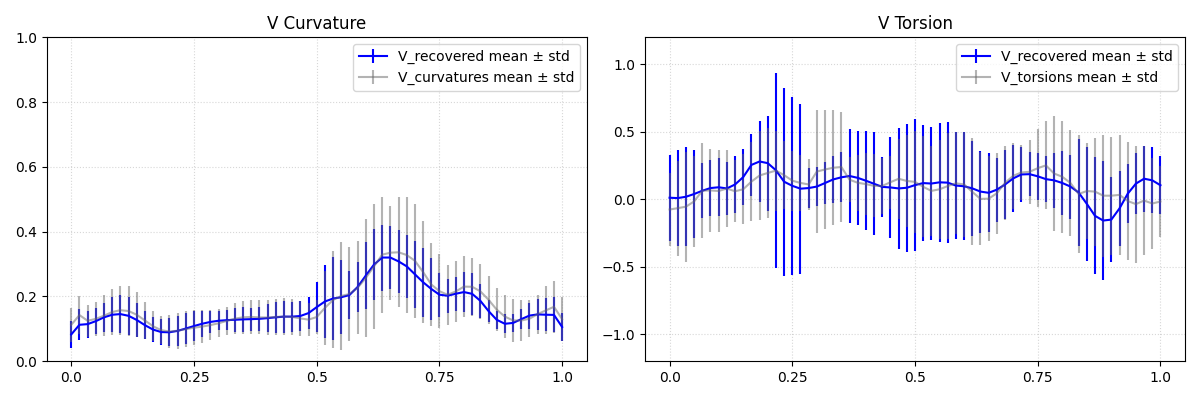 V Curvature
V_recovered mean ± std
V_curvatures mean ± std
1.0
0.8
0.6
0.4
0.2
0.0
0.0 0.25 0.5 0.75 1.0
V Torsion
V_recovered mean ± std
V_torsions mean ± std
1.0
0.5
0.0
−0.5
−1.0
0.0 0.25 0.5 0.75 1.0